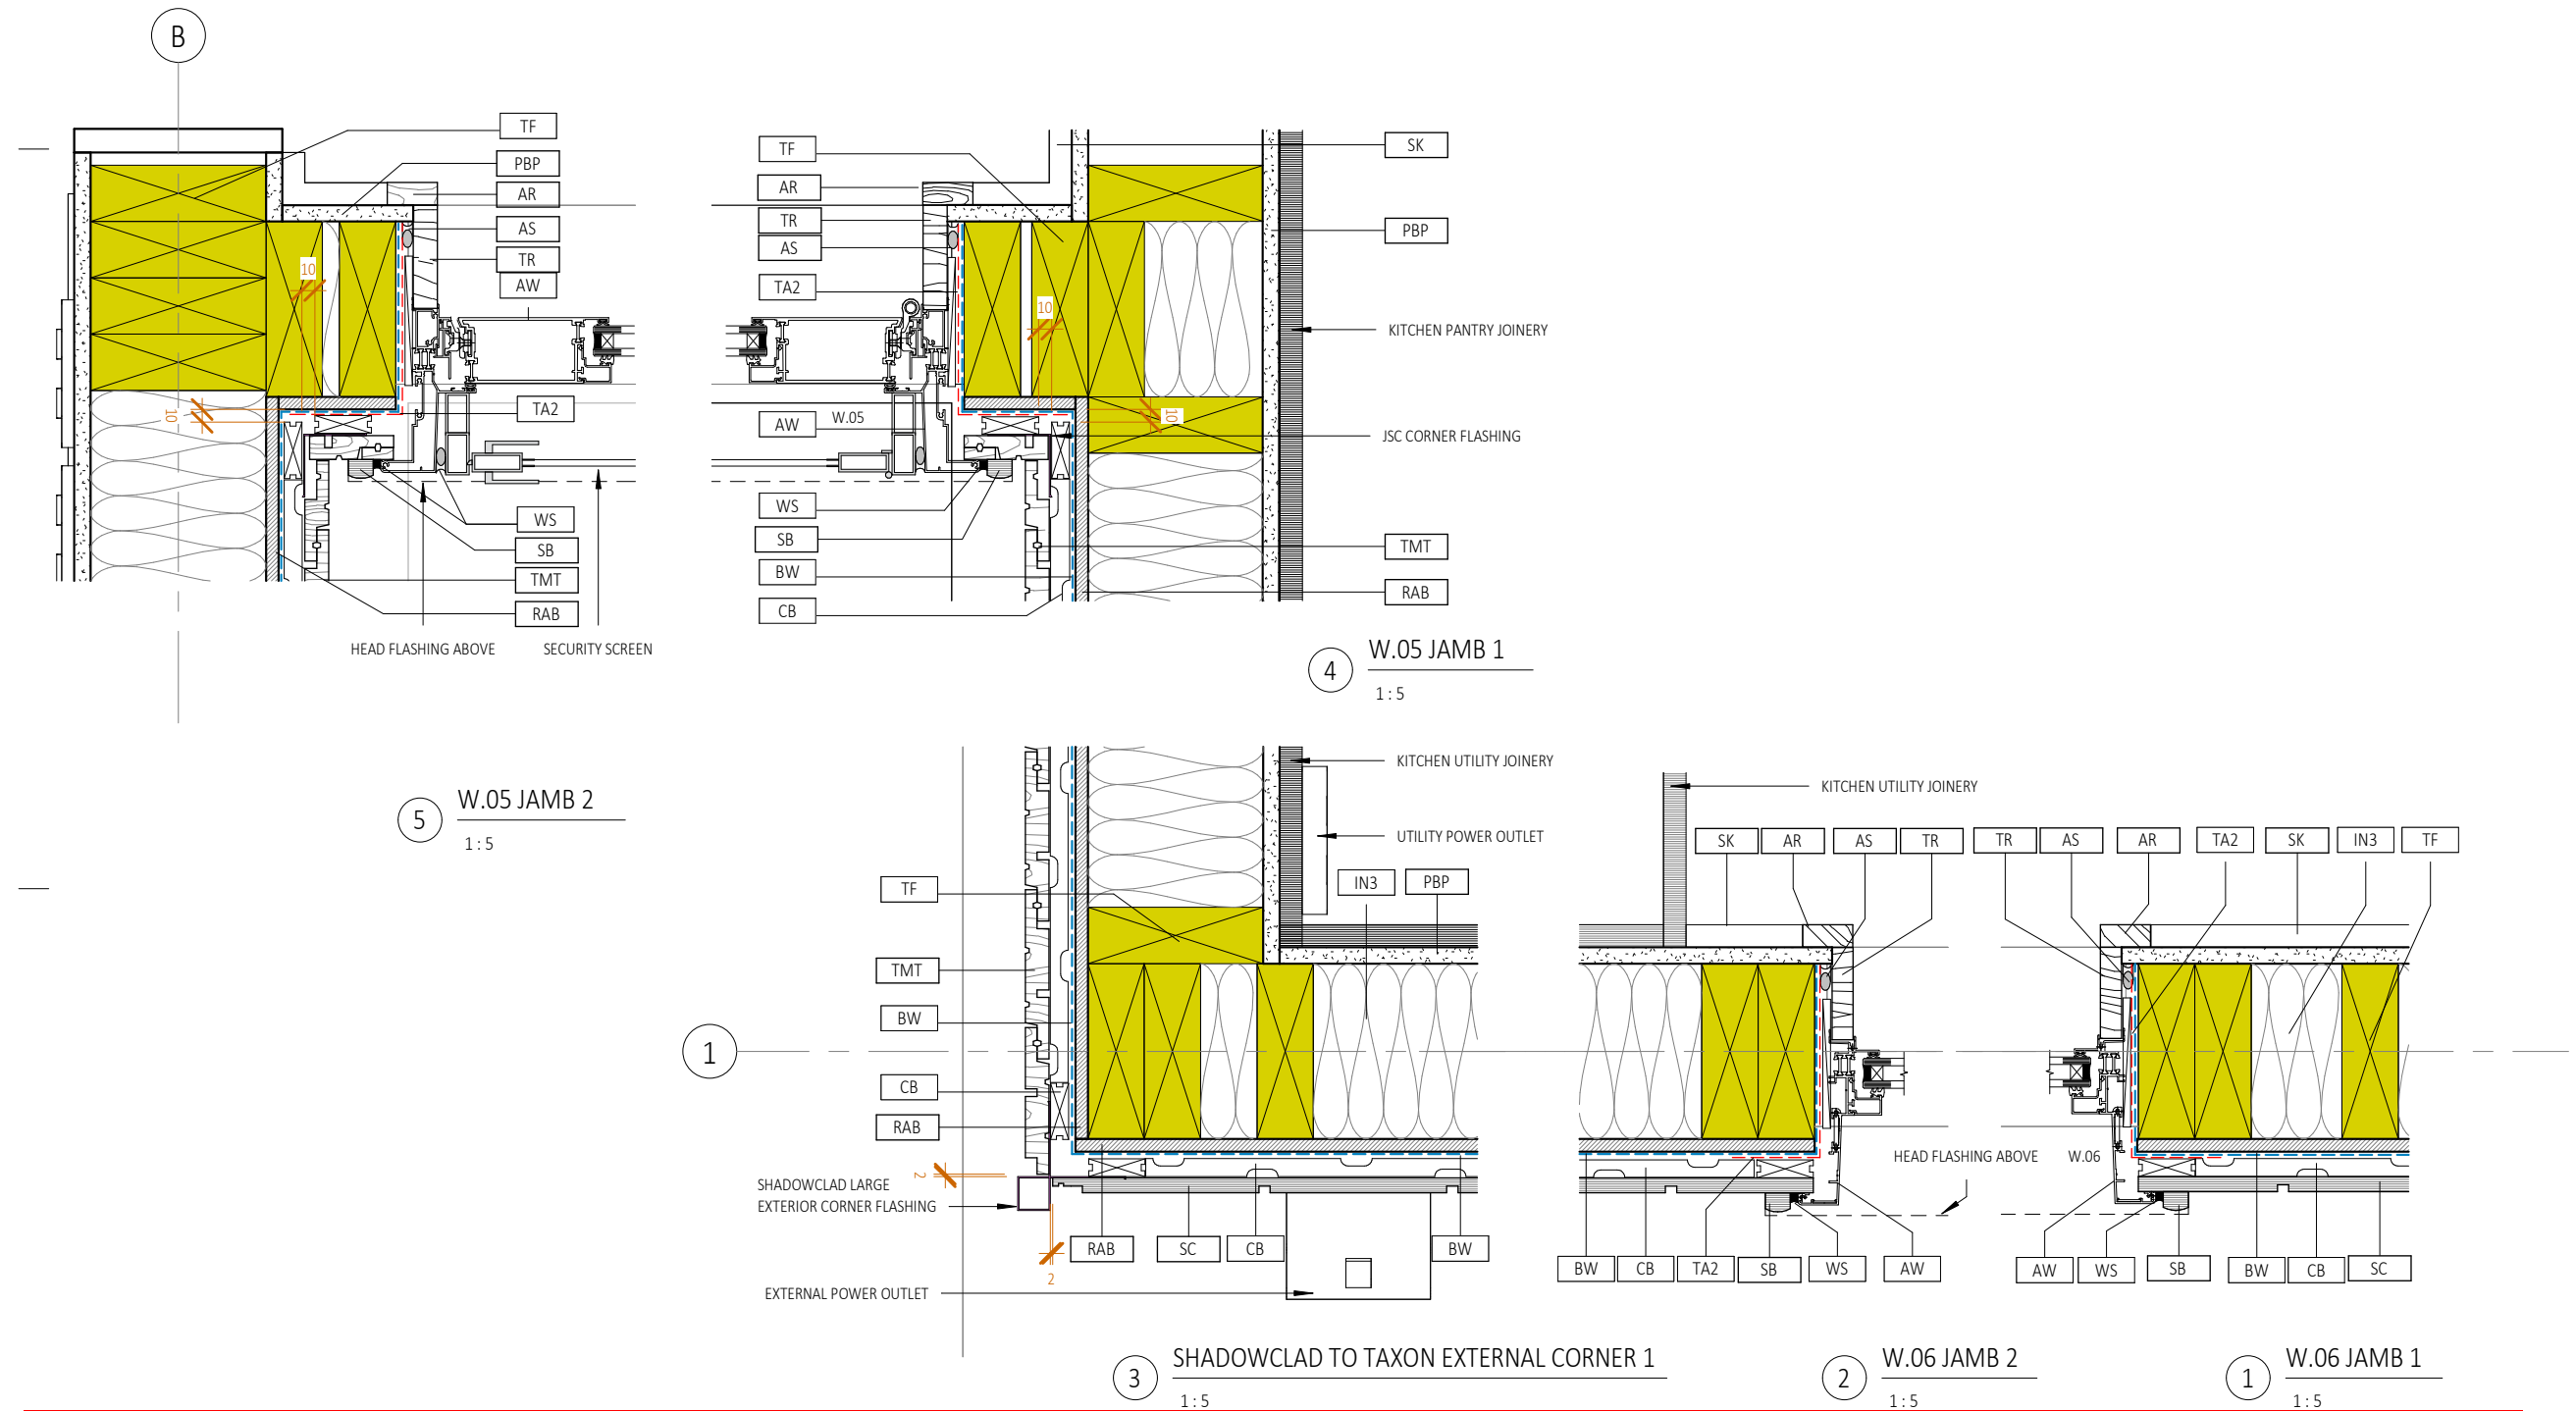 B
TF
PBP
AR
AS
TR
AW
10
10
TA2
WS
SB
TMT
RAB
HEAD FLASHING ABOVE
SECURITY SCREEN
5
W.05 JAMB 2
1 : 5
TF
AR
TR
AS
TA2
AW
W.05
WS
SB
BW
CB
10
10
SK
PBP
KITCHEN PANTRY JOINERY
JSC CORNER FLASHING
TMT
RAB
4
W.05 JAMB 1
1 : 5
1
TF
TMT
BW
CB
RAB
2
SHADOWCLAD LARGE
EXTERIOR CORNER FLASHING
2
EXTERNAL POWER OUTLET
KITCHEN UTILITY JOINERY
UTILITY POWER OUTLET
IN3
PBP
RAB
SC
CB
BW
3
SHADOWCLAD TO TAXON EXTERNAL CORNER 1
1 : 5
KITCHEN UTILITY JOINERY
SK
AR
AS
TR
HEAD FLASHING ABOVE
BW
CB
TA2
SB
WS
AW
2
W.06 JAMB 2
1 : 5
TR
AS
AR
TA2
SK
IN3
TF
W.06
AW
WS
SB
BW
CB
SC
1
W.06 JAMB 1
1 : 5